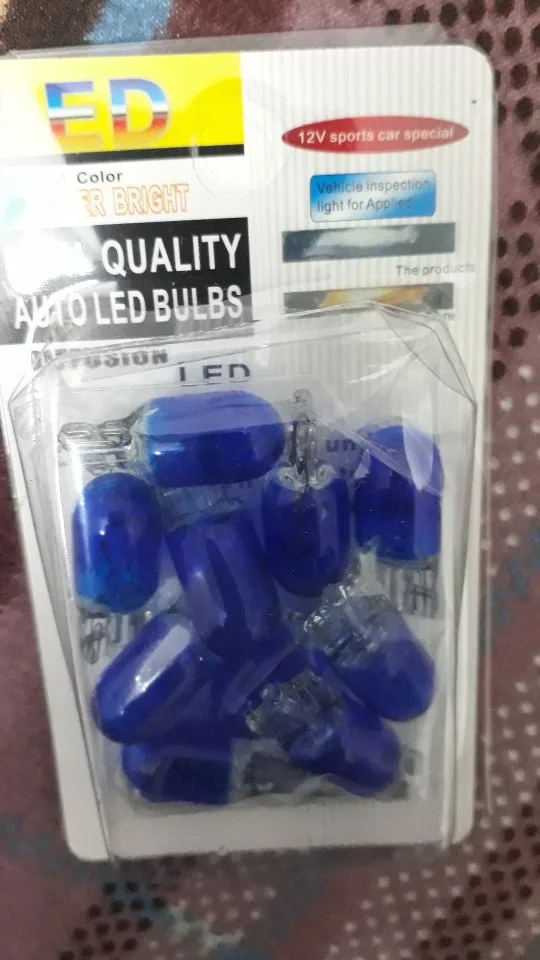 ED
12V sports car special
Color
ER BRIGHT
Vehicle inspection
light for Applied
QUALITY
AUTO LED BULBS
The products
DIFFUSION
LED